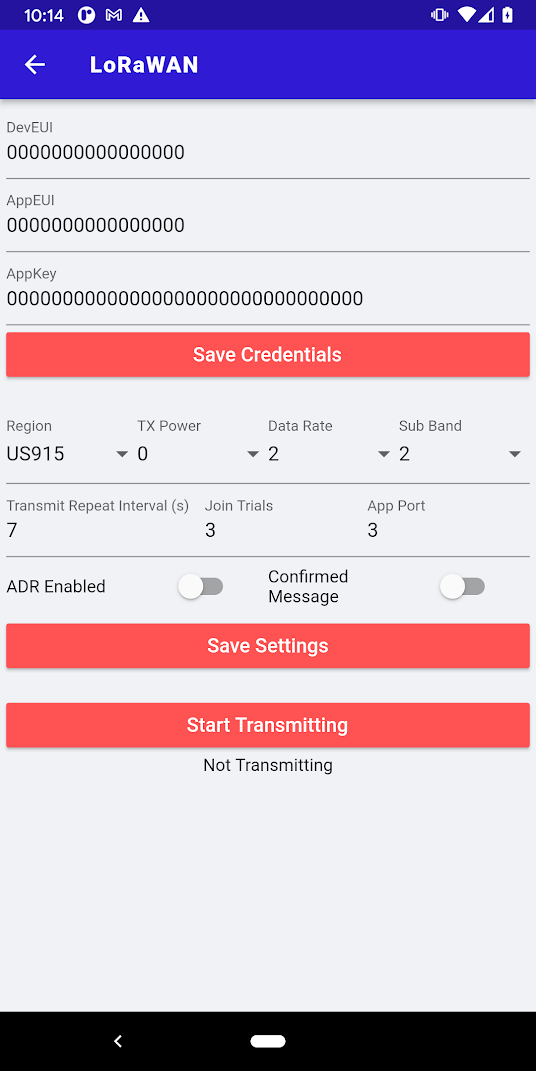 10:14
LoRaWAN
DevEUI
0000000000000000
AppEUI
0000000000000000
AppKey
00000000000000000000000000000000
Save Credentials
Region TX Power Data Rate Sub Band
US915 0 2 2
Transmit Repeat Interval (s) Join Trials App Port
7 3 3
ADR Enabled
Confirmed
Message
Save Settings
Start Transmitting
Not Transmitting